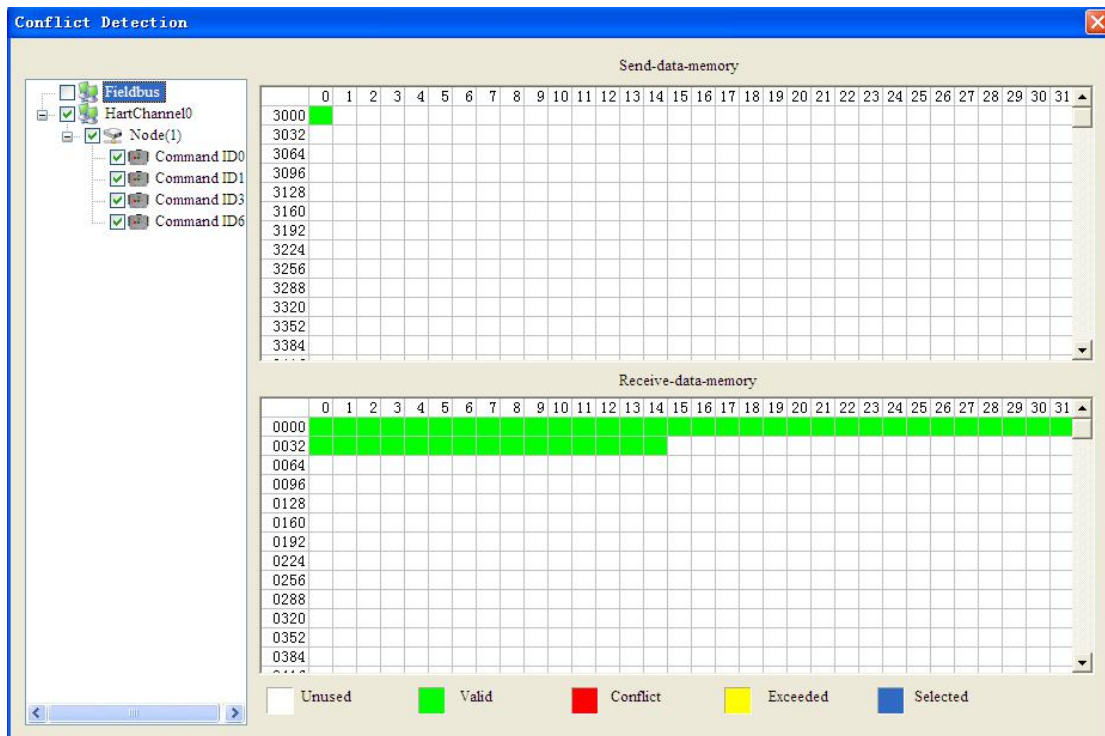 Conflict Detection
Fieldbus
HartChannel0
Node(1)
Command ID0
Command ID1
Command ID3
Command ID6
Send-data-memory
0 1 2 3 4 5 6 7 8 9 10 11 12 13 14 15 16 17 18 19 20 21 22 23 24 25 26 27 28 29 30 31
3000
3032
3064
3096
3128
3160
3192
3224
3256
3288
3320
3352
3384
Receive-data-memory
0 1 2 3 4 5 6 7 8 9 10 11 12 13 14 15 16 17 18 19 20 21 22 23 24 25 26 27 28 29 30 31
0000
0032
0064
0096
0128
0160
0192
0224
0256
0288
0320
0352
0384
Unused Valid Conflict Exceeded Selected